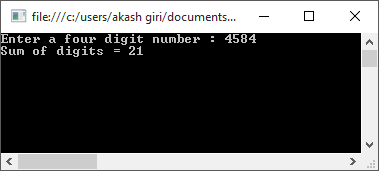 file:///c:/users/akash giri/documents...
Enter a four digit number : 4584
Sum of digits = 21